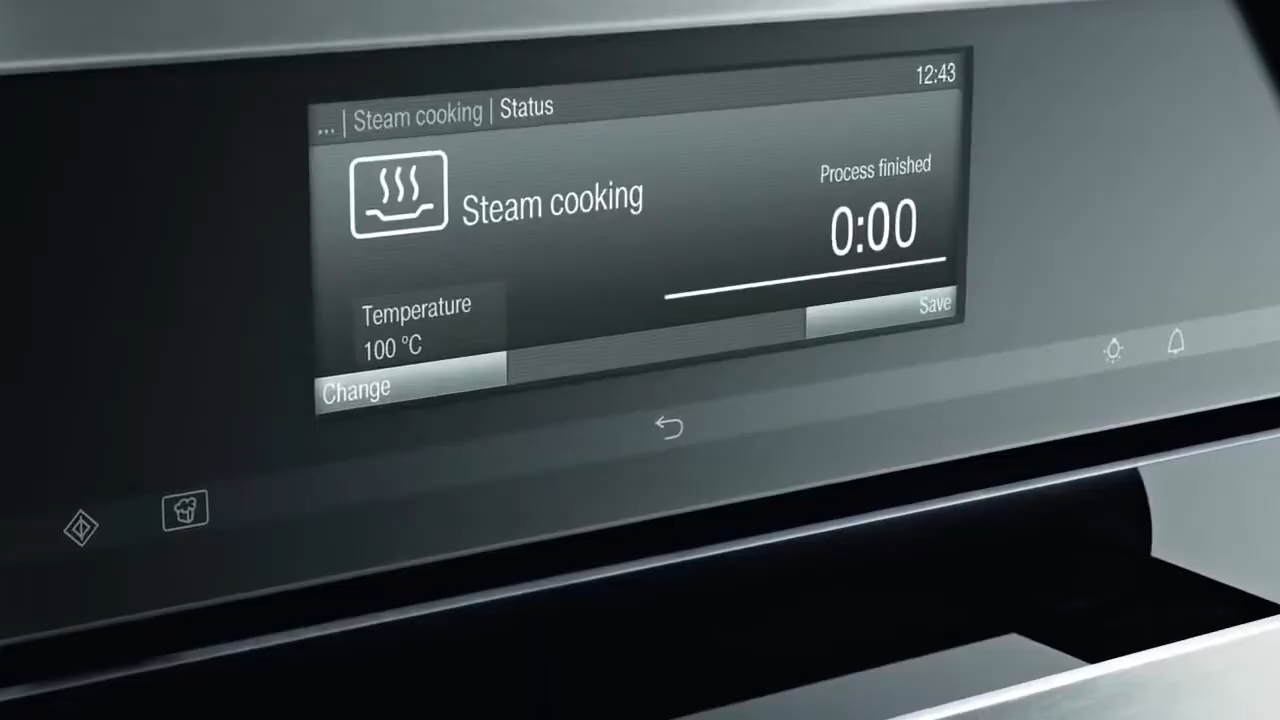 ... | Steam cooking | Status
12:43
Steam cooking
Process finished
0:00
Temperature
100 °C
Change
Save